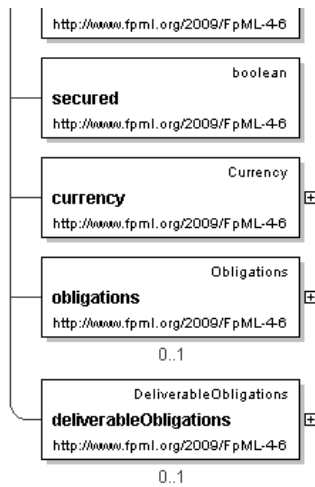 http://www.fpml.org/2009/FpML-4-6
boolean
secured
http://www.fpml.org/2009/FpML-4-6
Currency
currency
http://www.fpml.org/2009/FpML-4-6
Obligations
obligations
http://www.fpml.org/2009/FpML-4-6
0..1
DeliverableObligations
deliverableObligations
http://www.fpml.org/2009/FpML-4-6
0..1